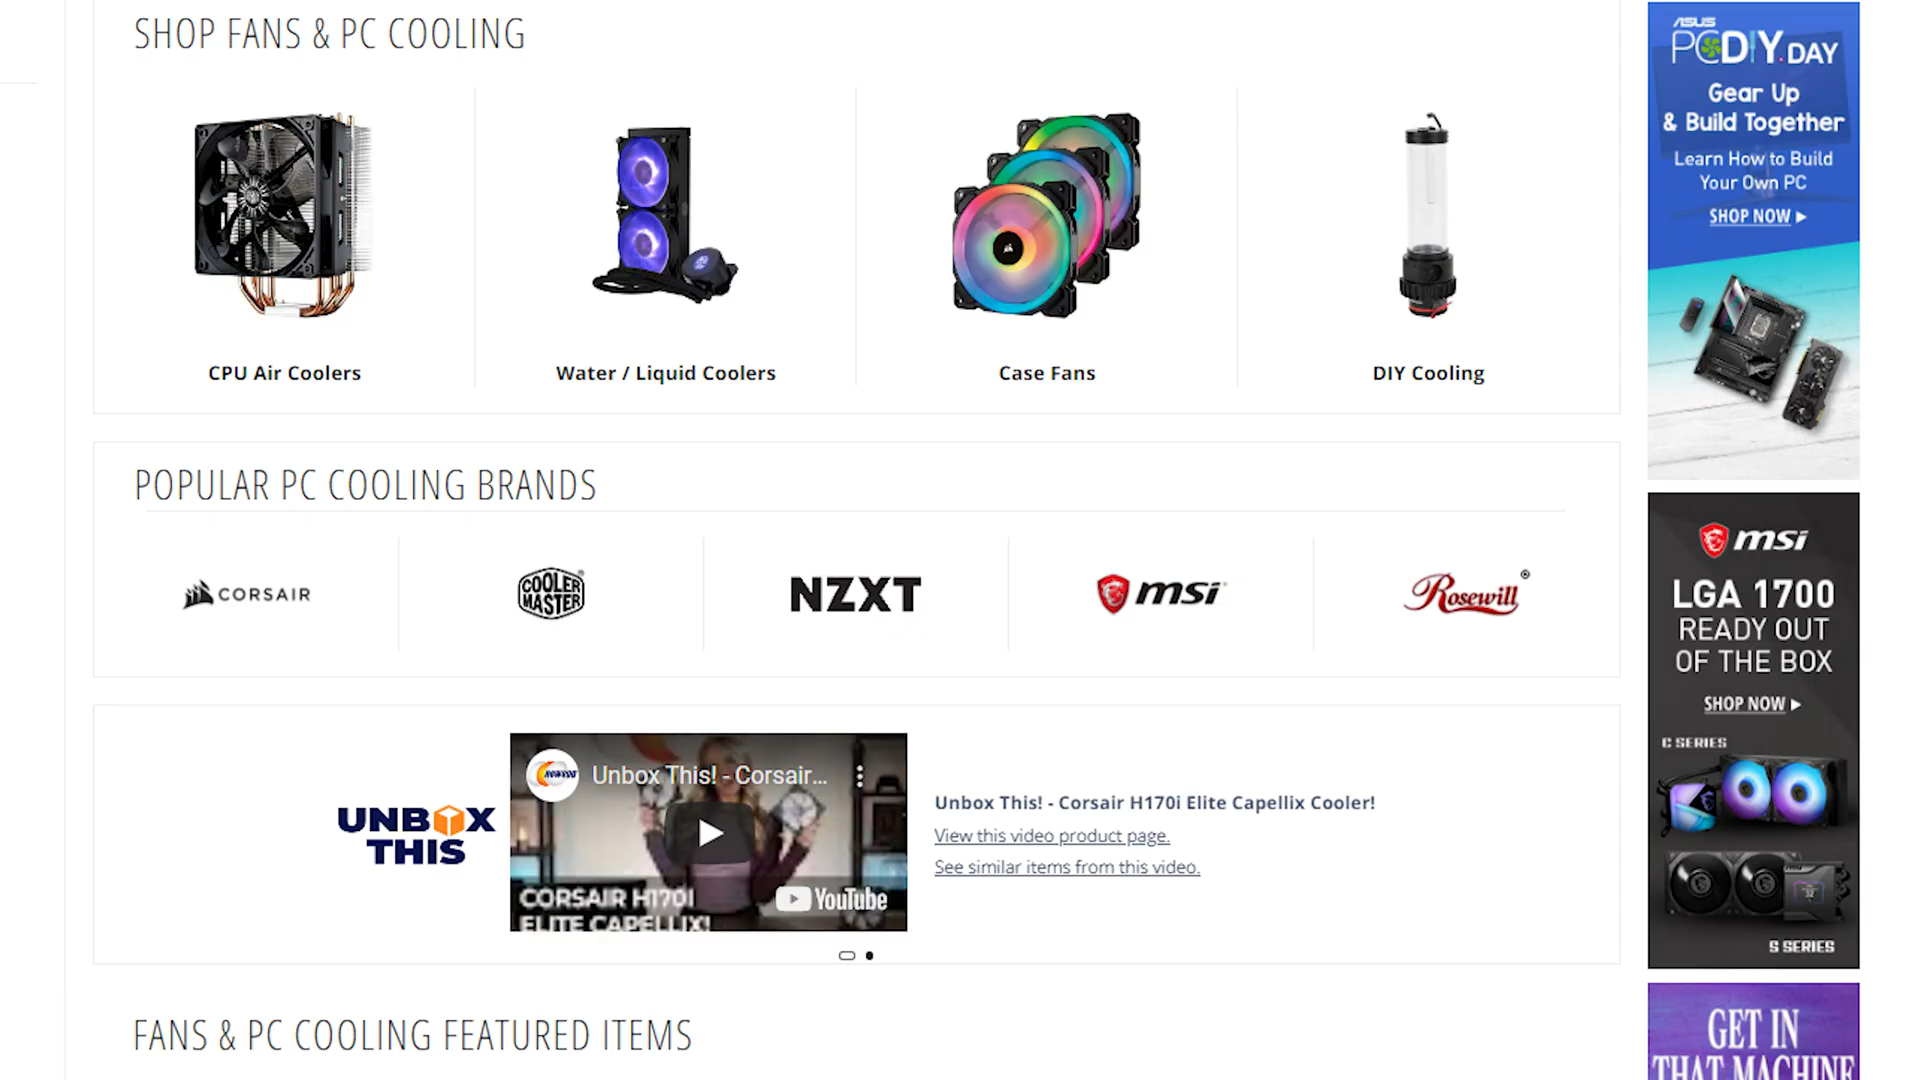 SHOP FANS & PC COOLING
CPU Air Coolers
Water / Liquid Coolers
Case Fans
DIY Cooling
POPULAR PC COOLING BRANDS
CORSAIR
COOLER
MASTER
NZXT
msi
Rosewill
UNBOX
THIS
Unbox This! - Corsair...
CORSAIR H170I
ELITE CAPELLIX!
YouTube
Unbox This! - Corsair H170i Elite Capellix Cooler!
View this video product page.
See similar items from this video.
FANS & PC COOLING FEATURED ITEMS
ASUS
PCDIY.DAY
Gear Up
& Build Together
Learn How to Build
Your Own PC
SHOP NOW
msi
LGA 1700
READY OUT
OF THE BOX
SHOP NOW
C SERIES
S SERIES
GET IN
THAT MACHINE